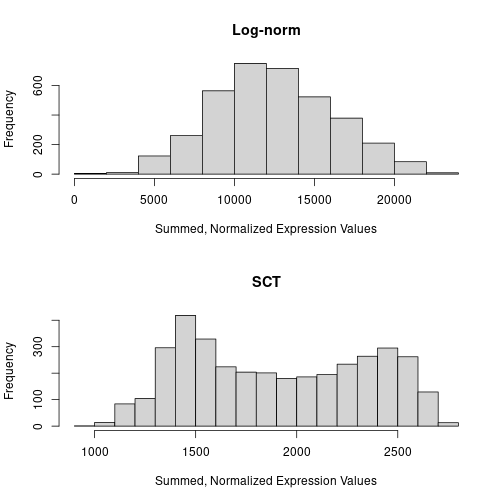 Log-norm
Frequency
600
200
0
0 5000 10000 15000 20000
Summed, Normalized Expression Values
SCT
Frequency
300
100
0
1000 1500 2000 2500
Summed, Normalized Expression Values